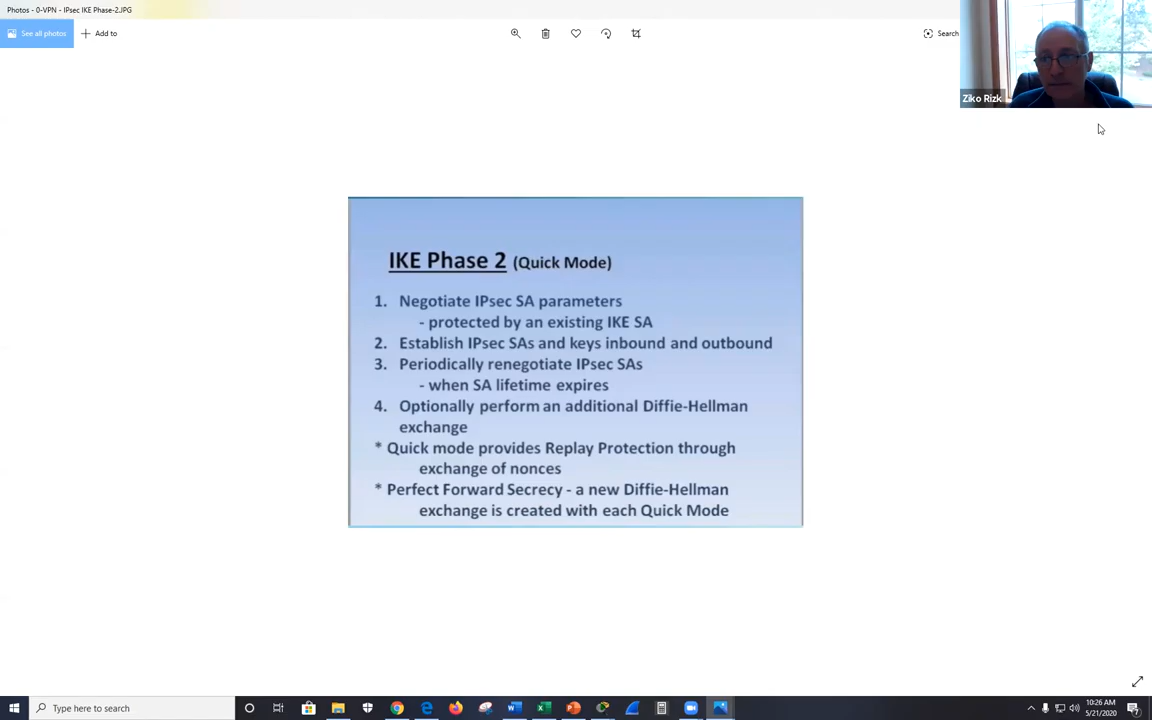 Photos - 0-VPN - IPsec IKE Phase-2.JPG
See all photos
Add to
Search
Ziko Rizk
IKE Phase 2 (Quick Mode)
1. Negotiate IPsec SA parameters
- protected by an existing IKE SA
2. Establish IPsec SAs and keys inbound and outbound
3. Periodically renegotiate IPsec SAs
- when SA lifetime expires
4. Optionally perform an additional Diffie-Hellman
exchange
* Quick mode provides Replay Protection through
exchange of nonces
* Perfect Forward Secrecy - a new Diffie-Hellman
exchange is created with each Quick Mode
Type here to search
10:26 AM
5/21/2020